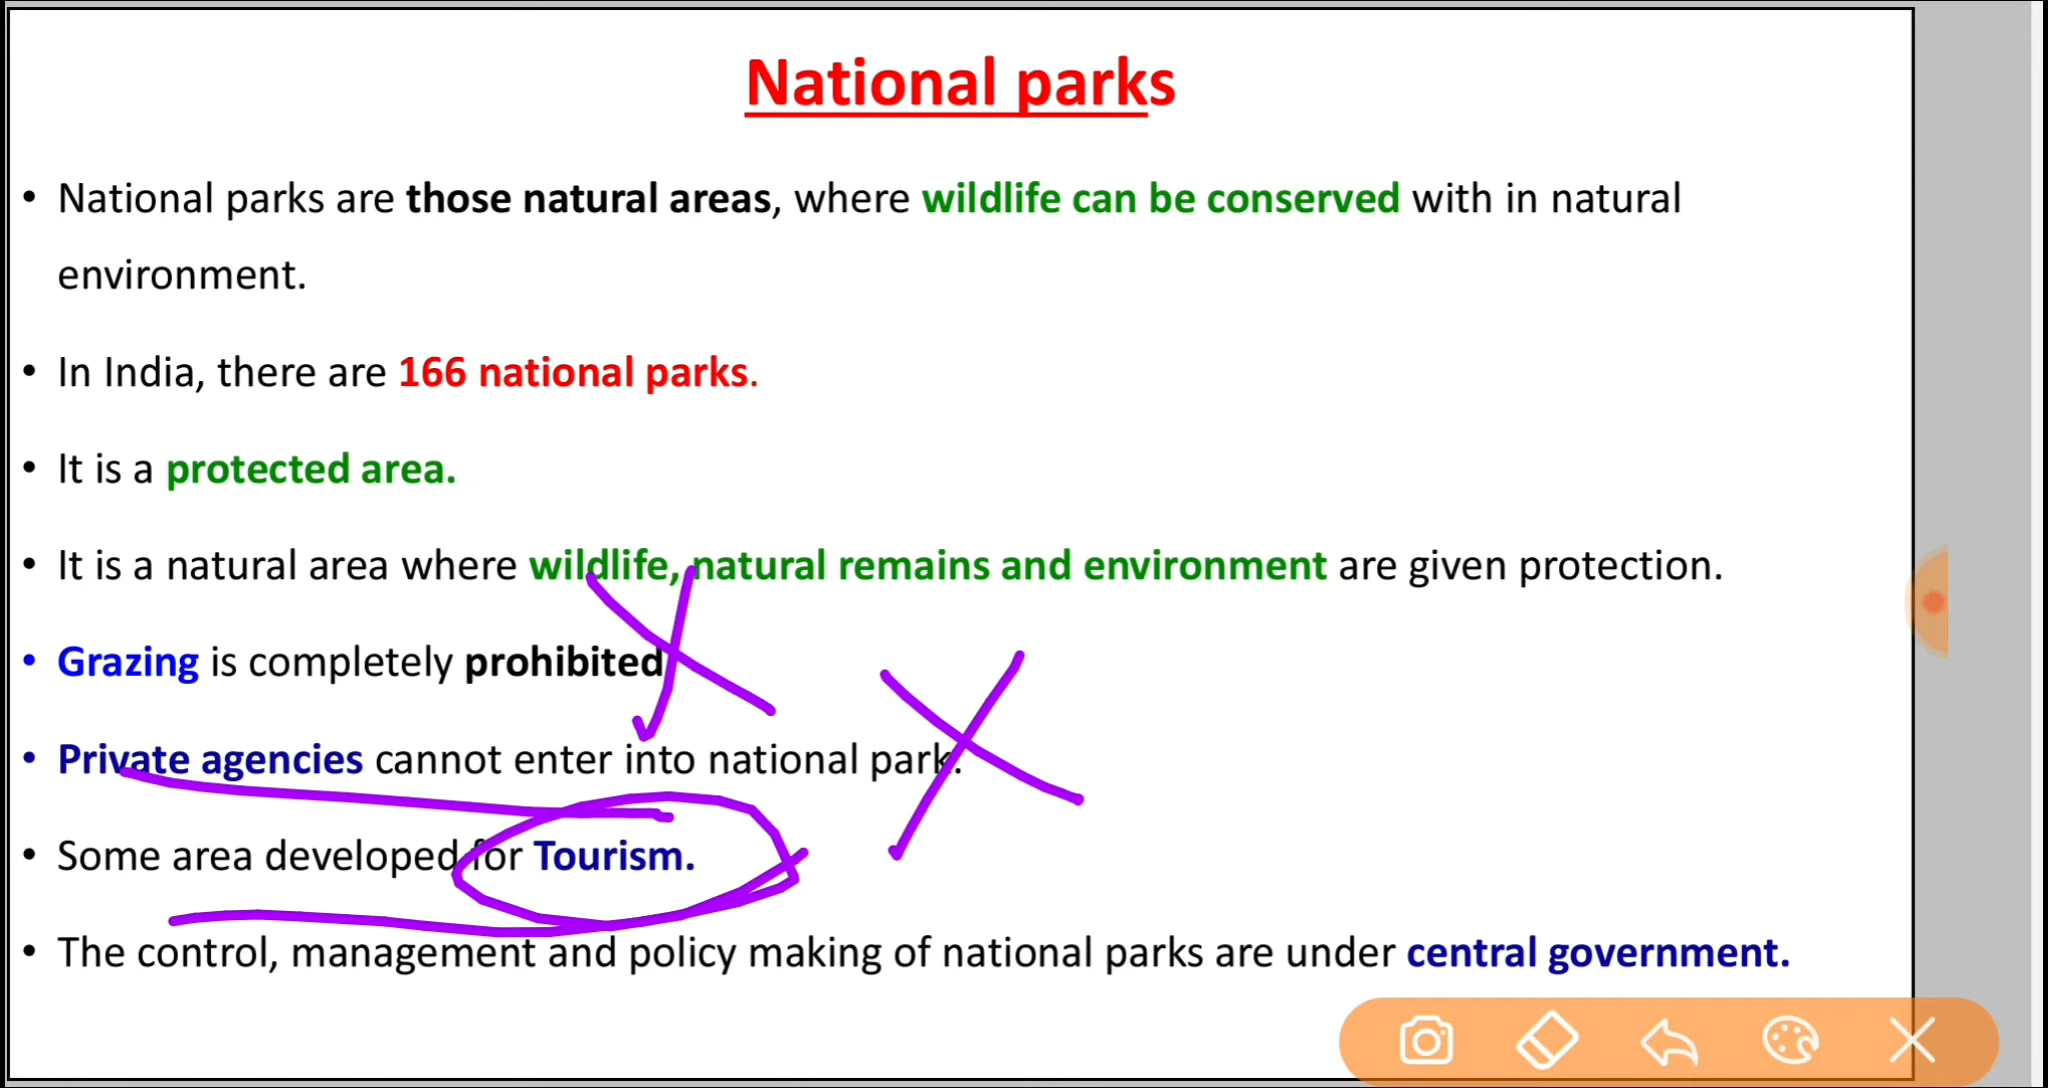 National parks
• National parks are those natural areas, where wildlife can be conserved with in natural
environment.
• In India, there are 166 national parks.
• It is a protected area.
• It is a natural area where wildlife, natural remains and environment are given protection.
• Grazing is completely prohibited
• Private agencies cannot enter into national park.
• Some area developed for Tourism.
• The control, management and policy making of national parks are under central government.